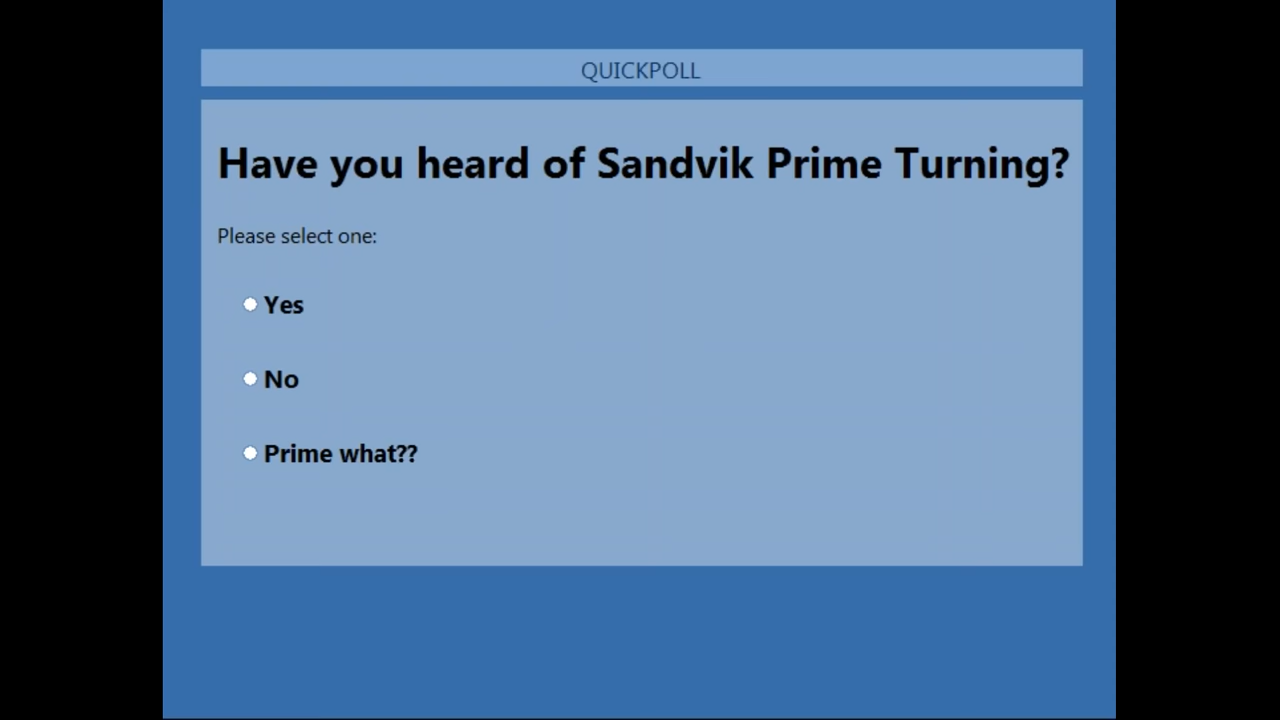 QUICKPOLL
Have you heard of Sandvik Prime Turning?
Please select one:
Yes
No
Prime what??